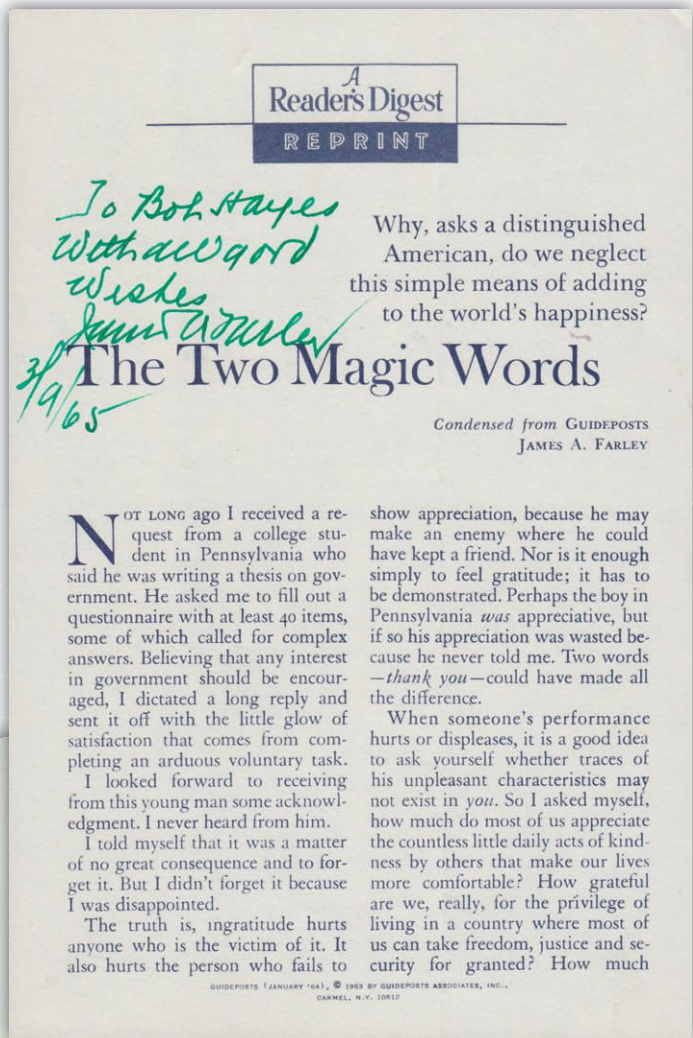 A
Reader's Digest
REPRINT
To Bob Hayes
With all good
Wishes
James A Farley
3/9/65
Why, asks a distinguished
American, do we neglect
this simple means of adding
to the world's happiness?
The Two Magic Words
Condensed from GUIDEPOSTS
JAMES A. FARLEY
NOT LONG ago I received a re-
quest from a college stu-
dent in Pennsylvania who
said he was writing a thesis on gov-
ernment. He asked me to fill out a
questionnaire with at least 40 items,
some of which called for complex
answers. Believing that any interest
in government should be encour-
aged, I dictated a long reply and
sent it off with the little glow of
satisfaction that comes from com-
pleting an arduous voluntary task.
I looked forward to receiving
from this young man some acknowl-
edgment. I never heard from him.
I told myself that it was a matter
of no great consequence and to for-
get it. But I didn't forget it because
I was disappointed.
The truth is, ingratitude hurts
anyone who is the victim of it. It
also hurts the person who fails to
show appreciation, because he may
make an enemy where he could
have kept a friend. Nor is it enough
simply to feel gratitude; it has to
be demonstrated. Perhaps the boy in
Pennsylvania was appreciative, but
if so his appreciation was wasted be-
cause he never told me. Two words
—thank you—could have made all
the difference.
When someone's performance
hurts or displeases, it is a good idea
to ask yourself whether traces of
his unpleasant characteristics may
not exist in you. So I asked myself,
how much do most of us appreciate
the countless little daily acts of kind-
ness by others that make our lives
more comfortable? How grateful
are we, really, for the privilege of
living in a country where most of
us can take freedom, justice and se-
curity for granted? How much
GUIDEPOSTS (JANUARY '64), © 1963 BY GUIDEPOSTS ASSOCIATES, INC.,
CARMEL, N.Y. 10512